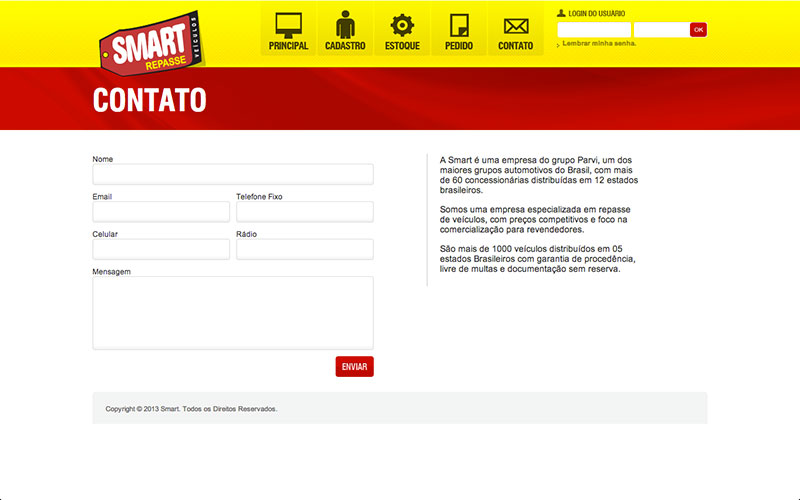 SMART
REPASSE
VEÍCULOS
PRINCIPAL
CADASTRO
ESTOQUE
PEDIDO
CONTATO
LOGIN DO USUÁRIO
OK
Lembrar minha senha.
CONTATO
Nome
Email
Telefone Fixo
Celular
Rádio
Mensagem
ENVIAR
A Smart é uma empresa do grupo Parvi, um dos
maiores grupos automotivos do Brasil, com mais
de 60 concessionárias distribuídas em 12 estados
brasileiros.
Somos uma empresa especializada em repasse
de veículos, com preços competitivos e foco na
comercialização para revendedores.
São mais de 1000 veículos distribuídos em 05
estados Brasileiros com garantia de procedência,
livre de multas e documentação sem reserva.
Copyright © 2013 Smart. Todos os Direitos Reservados.